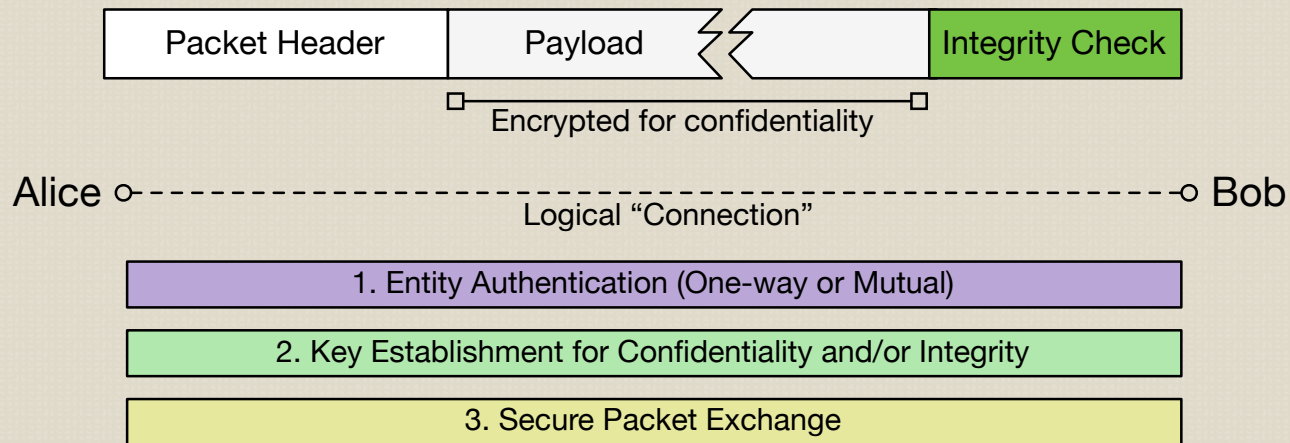 Packet Header Payload Integrity Check
Encrypted for confidentiality
Alice Bob
Logical “Connection”
1. Entity Authentication (One-way or Mutual)
2. Key Establishment for Confidentiality and/or Integrity
3. Secure Packet Exchange